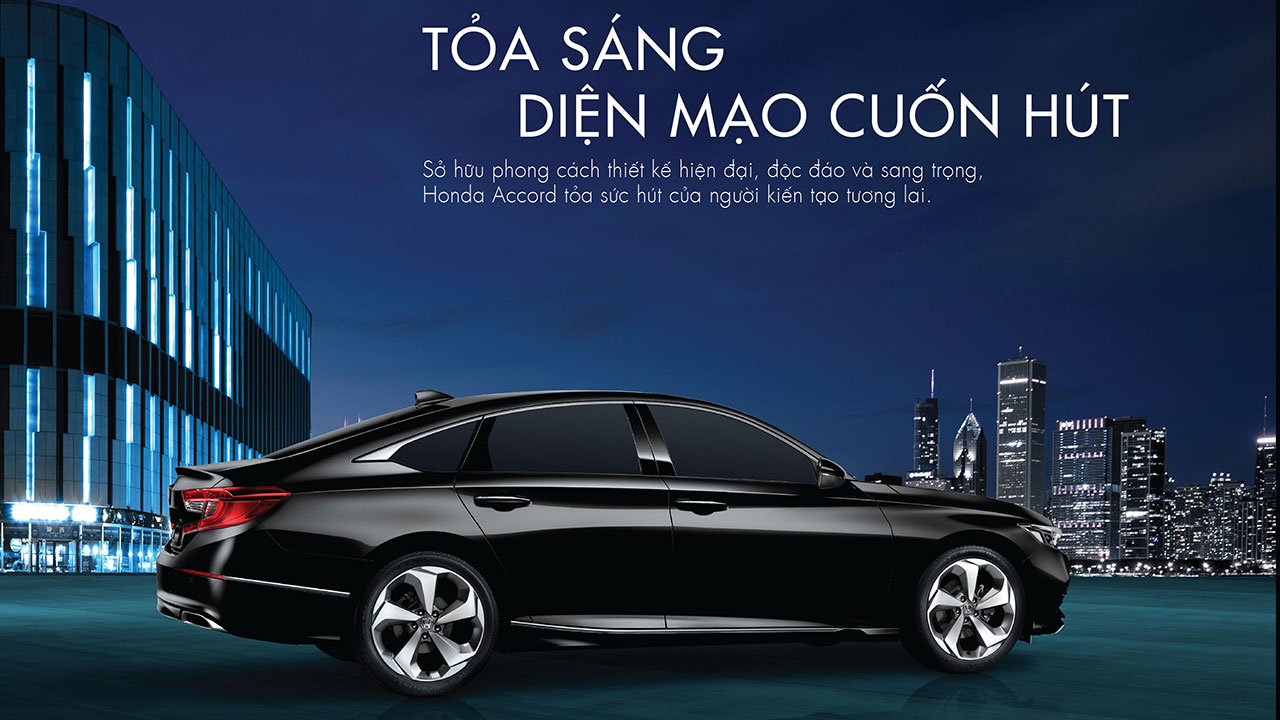 TỎA SÁNG
DIỆN MẠO CUỐN HÚT
Sở hữu phong cách thiết kế hiện đại, độc đáo và sang trọng,
Honda Accord tỏa sức hút của người kiến tạo tương lai.